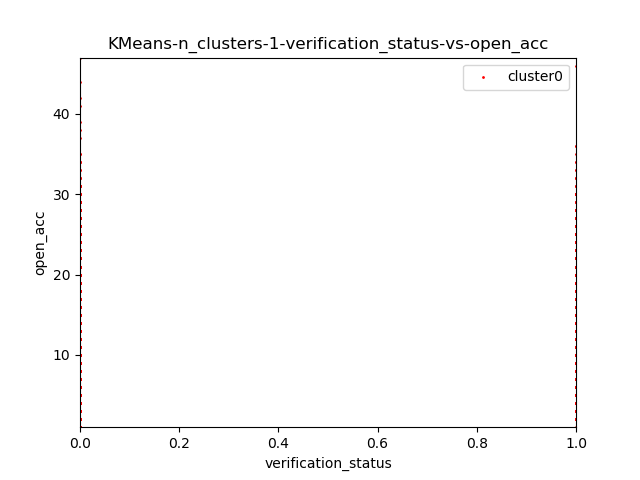 KMeans-n_clusters-1-verification_status-vs-open_acc
cluster0
open_acc
40
30
20
10
0.0 0.2 0.4 0.6 0.8 1.0
verification_status